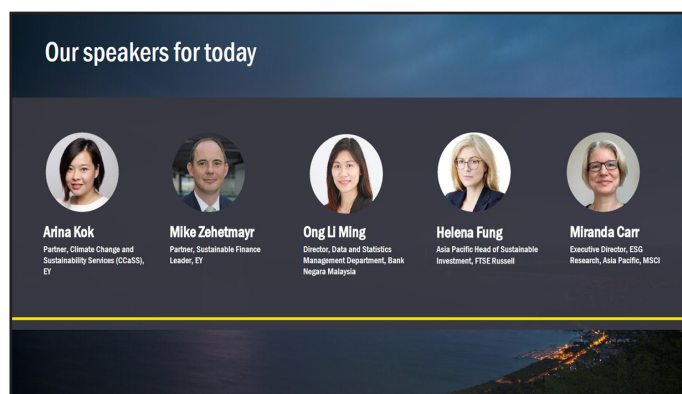 Our speakers for today
Arina Kok
Partner, Climate Change and
Sustainability Services (CCaSS),
EY
Mike Zehetmayr
Partner, Sustainable Finance
Leader, EY
Ong Li Ming
Director, Data and Statistics
Management Department, Bank
Negara Malaysia
Helena Fung
Asia Pacific Head of Sustainable
Investment, FTSE Russell
Miranda Carr
Executive Director, ESG
Research, Asia Pacific, MSCI